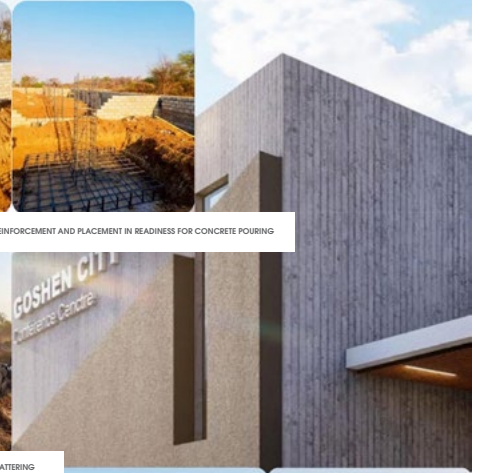 EINFORCEMENT AND PLACEMENT IN READINESS FOR CONCRETE POURING
GOSHEN CITY
Conference Centre
ATTERING